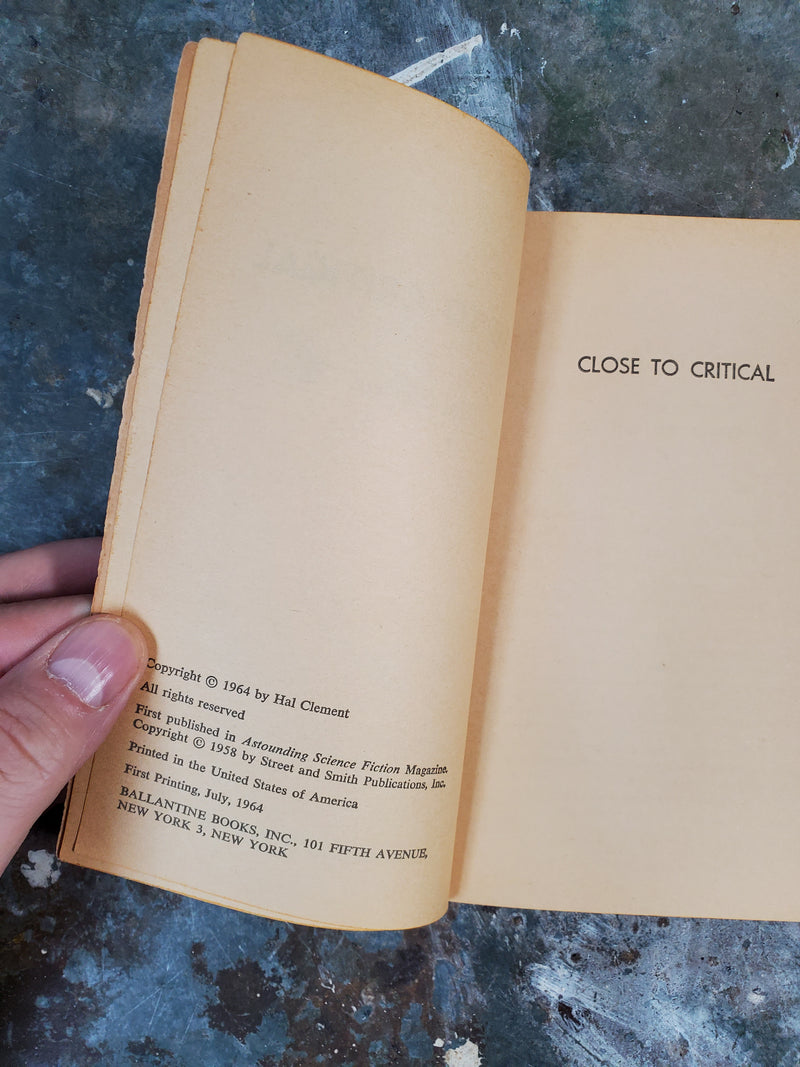 Copyright © 1964 by Hal Clement
All rights reserved
First published in Astounding Science Fiction Magazine.
Copyright © 1958 by Street and Smith Publications, Inc.
Printed in the United States of America
First Printing, July, 1964
BALLANTINE BOOKS, INC., 101 FIFTH AVENUE,
NEW YORK 3, NEW YORK
CLOSE TO CRITICAL